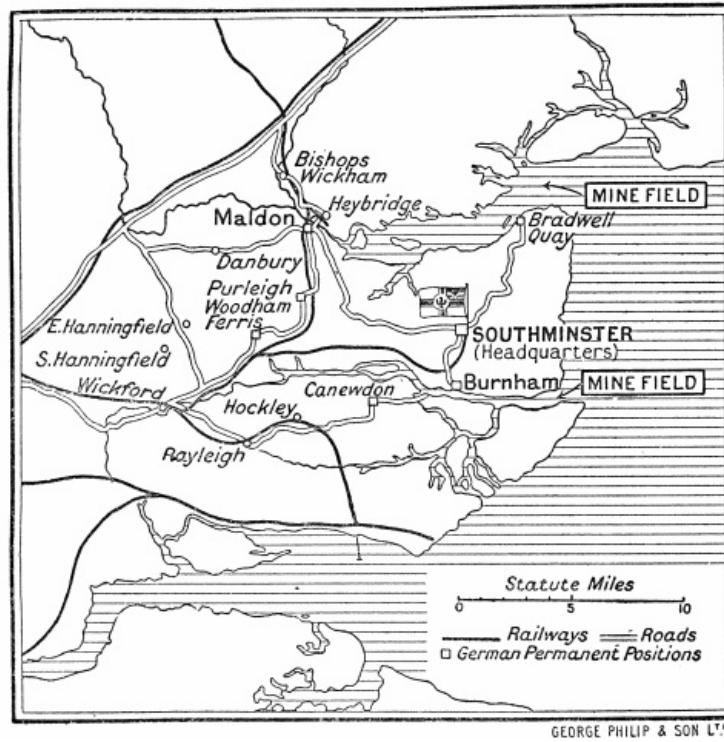 Bishops
Wickham
MINE FIELD
Heybridge
Maldon
Bradwell
Quay
Danbury
Purleigh
Woodham
Ferris
E. Hanningfield
SOUTHMINSTER
(Headquarters)
S. Hanningfield
Wickford
Canewdon
Burnham
MINE FIELD
Hockley
Rayleigh
Statute Miles
0 5 10
Railways Roads
German Permanent Positions
GEORGE PHILIP & SON LTD